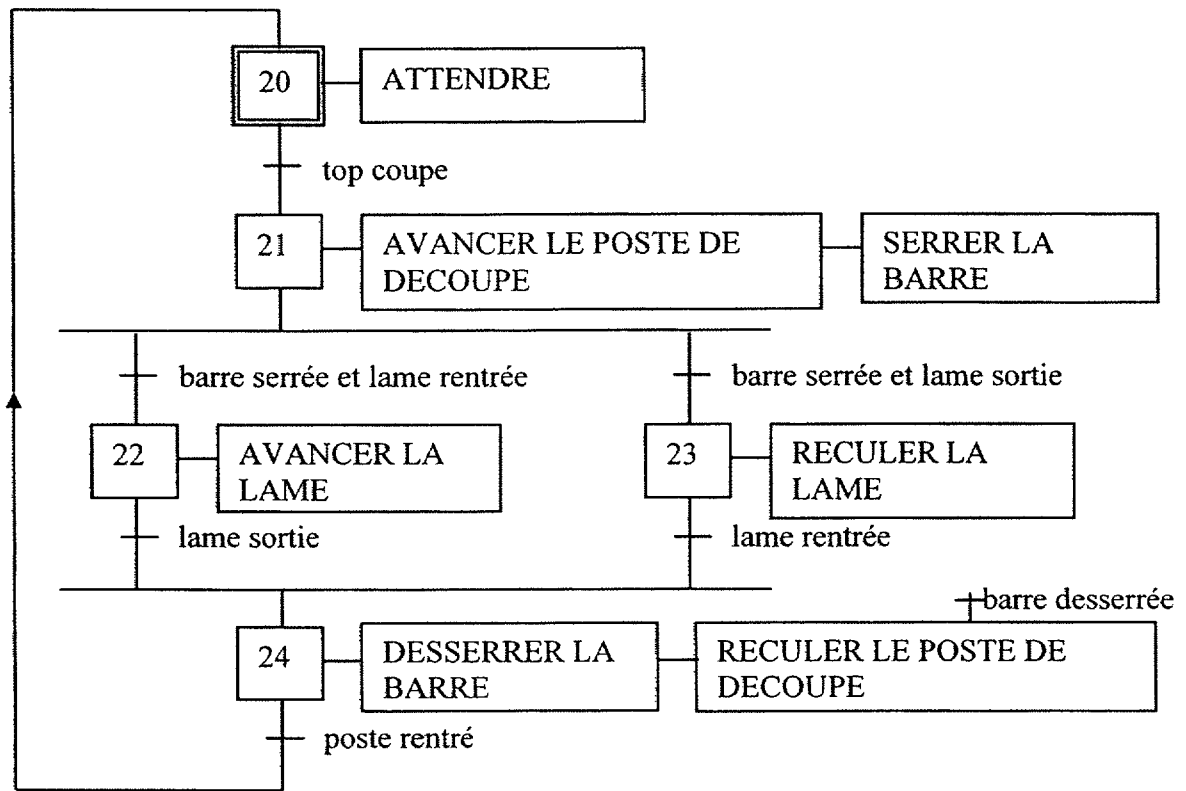 20
ATTENDRE
top coupe
21
AVANCER LE POSTE DE
DECOUPE
SERRER LA
BARRE
barre serrée et lame rentrée
barre serrée et lame sortie
22
AVANCER LA
LAME
23
RECULER LA
LAME
lame sortie
lame rentrée
barre desserrée
24
DESSERRER LA
BARRE
RECULER LE POSTE DE
DECOUPE
poste rentré